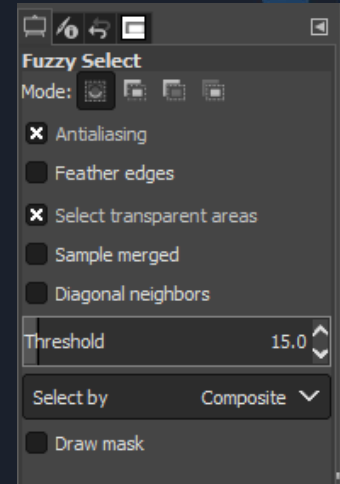 Fuzzy Select
Mode:
Antialiasing
Feather edges
Select transparent areas
Sample merged
Diagonal neighbors
Threshold 15.0
Select by Composite
Draw mask